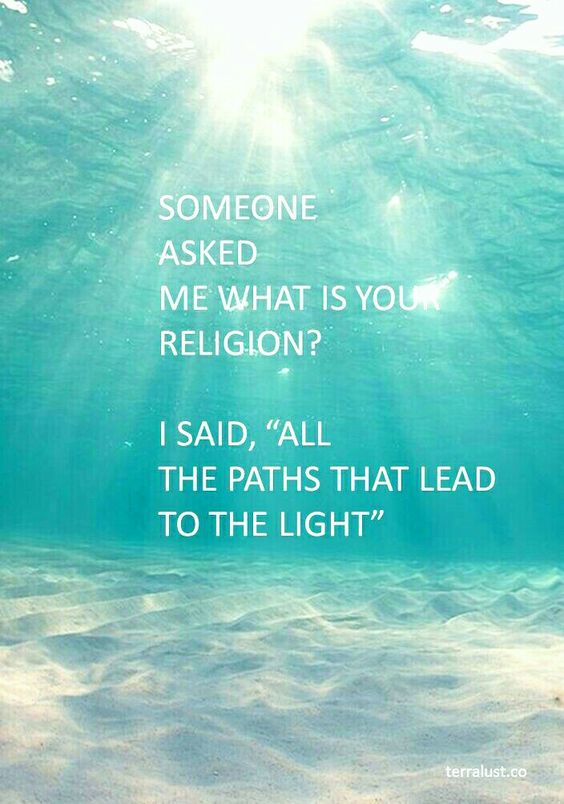 SOMEONE
ASKED
ME WHAT IS YOUR
RELIGION?
I SAID, “ALL
THE PATHS THAT LEAD
TO THE LIGHT”
terralust.co